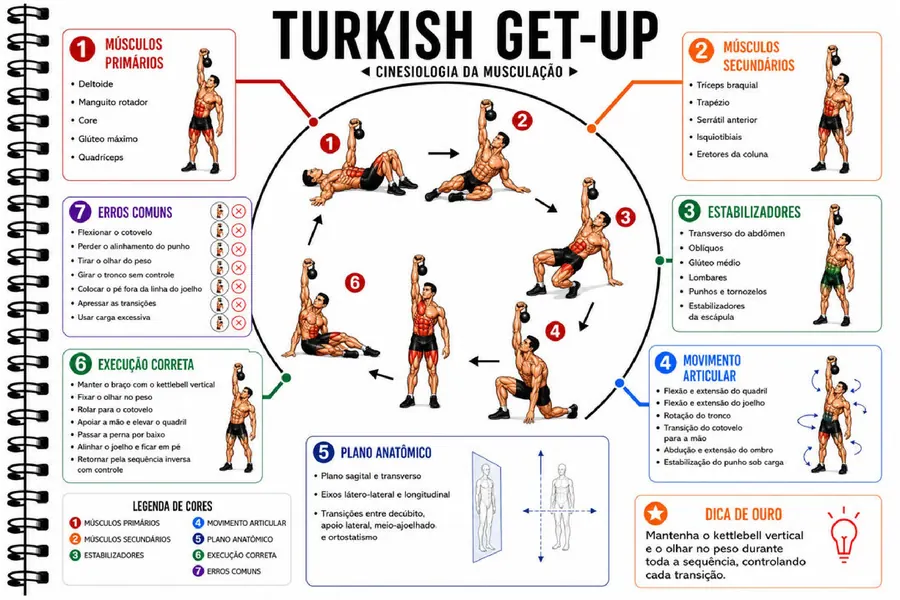 TURKISH GET-UP
CINESIOLOGIA DA MUSCULAÇÃO
1 MÚSCULOS
PRIMÁRIOS
• Deltoide
• Manguito rotador
• Core
• Glúteo máximo
• Quadríceps
2 MÚSCULOS
SECUNDÁRIOS
• Tríceps braquial
• Trapézio
• Serrátil anterior
• Isquiotibiais
• Eretores da coluna
1
2
3
4
6
7 ERROS COMUNS
• Flexionar o cotovelo
• Perder o alinhamento do punho
• Tirar o olhar do peso
• Girar o tronco sem controle
• Colocar o pé fora da linha do joelho
• Apressar as transições
• Usar carga excessiva
3 ESTABILIZADORES
• Transverso do abdômen
• Oblíquos
• Glúteo médio
• Lombares
• Punhos e tornozelos
• Estabilizadores
da escápula
6 EXECUÇÃO CORRETA
• Manter o braço com o kettlebell vertical
• Fixar o olhar no peso
• Rolar para o cotovelo
• Apoiar a mão e elevar o quadril
• Passar a perna por baixo
• Alinhar o joelho e ficar em pé
• Retornar pela sequência inversa
com controle
4 MOVIMENTO
ARTICULAR
• Flexão e extensão do quadril
• Flexão e extensão do joelho
• Rotação do tronco
• Transição do cotovelo
para a mão
• Abdução e extensão do ombro
• Estabilização do punho sob carga
5 PLANO ANATÔMICO
• Plano sagital e transverso
• Eixos látero-lateral e longitudinal
• Transições entre decúbito,
apoio lateral, meio-ajoelhado
e ortostatismo
LEGENDA DE CORES
1 MÚSCULOS PRIMÁRIOS
2 MÚSCULOS SECUNDÁRIOS
3 ESTABILIZADORES
4 MOVIMENTO ARTICULAR
5 PLANO ANATÔMICO
6 EXECUÇÃO CORRETA
7 ERROS COMUNS
DICA DE OURO
Mantenha o kettlebell vertical
e o olhar no peso durante
toda a sequência, controlando
cada transição.